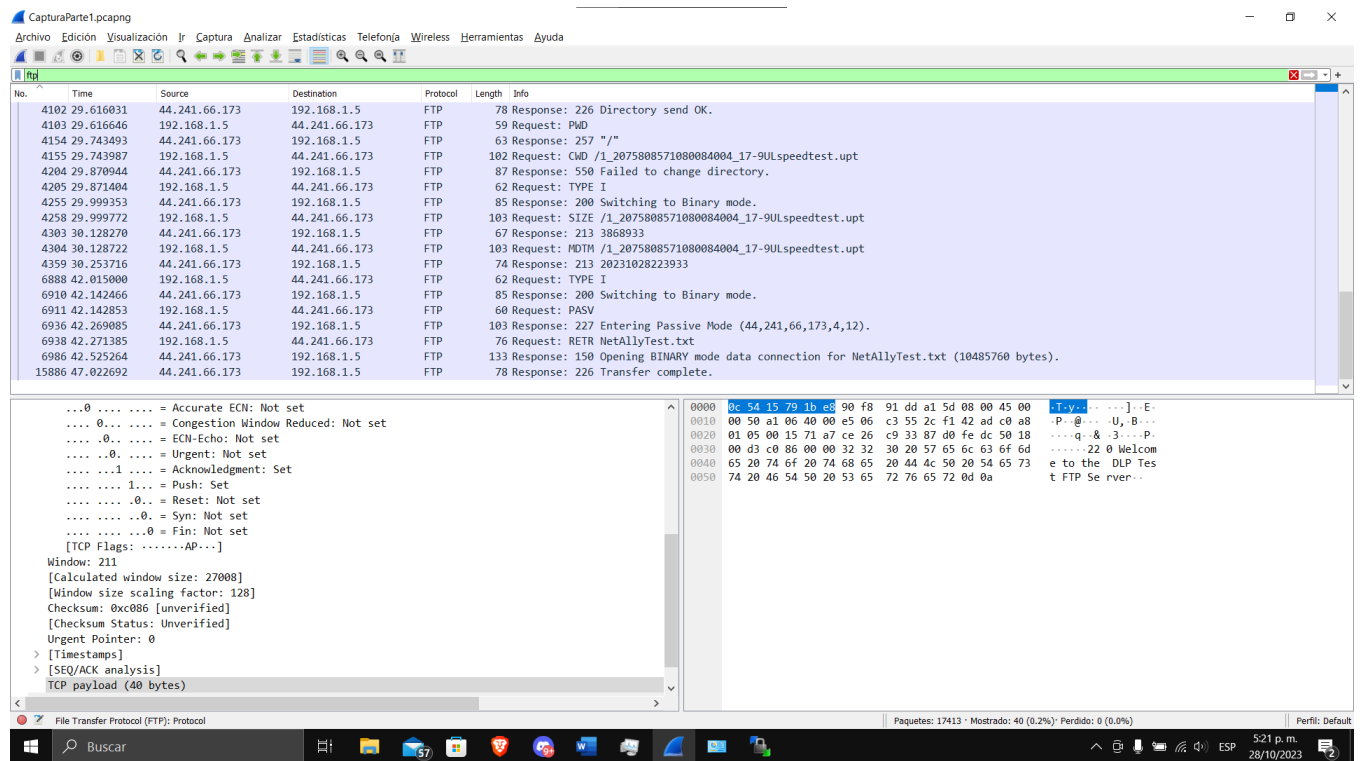 CapturaParte1.pcapng
Archivo Edición Visualización Ir Captura Analizar Estadísticas Telefonía Wireless Herramientas Ayuda
ftp
No. Time Source Destination Protocol Length Info
4102 29.616031 44.241.66.173 192.168.1.5 FTP 78 Response: 226 Directory send OK.
4103 29.616646 192.168.1.5 44.241.66.173 FTP 59 Request: PWD
4154 29.743493 44.241.66.173 192.168.1.5 FTP 63 Response: 257 "/"
4155 29.743987 192.168.1.5 44.241.66.173 FTP 102 Request: CWD /1_2075808571080084004_17-9ULspeedtest.upt
4204 29.870944 44.241.66.173 192.168.1.5 FTP 87 Response: 550 Failed to change directory.
4205 29.871404 192.168.1.5 44.241.66.173 FTP 62 Request: TYPE I
4255 29.999353 44.241.66.173 192.168.1.5 FTP 85 Response: 200 Switching to Binary mode.
4258 29.999772 192.168.1.5 44.241.66.173 FTP 103 Request: SIZE /1_2075808571080084004_17-9ULspeedtest.upt
4303 30.128270 44.241.66.173 192.168.1.5 FTP 67 Response: 213 3868933
4304 30.128722 192.168.1.5 44.241.66.173 FTP 103 Request: MDTM /1_2075808571080084004_17-9ULspeedtest.upt
4359 30.253716 44.241.66.173 192.168.1.5 FTP 74 Response: 213 20231028223933
6888 42.015000 192.168.1.5 44.241.66.173 FTP 62 Request: TYPE I
6910 42.142466 44.241.66.173 192.168.1.5 FTP 85 Response: 200 Switching to Binary mode.
6911 42.142853 192.168.1.5 44.241.66.173 FTP 60 Request: PASV
6936 42.269085 44.241.66.173 192.168.1.5 FTP 103 Response: 227 Entering Passive Mode (44,241,66,173,4,12).
6938 42.271385 192.168.1.5 44.241.66.173 FTP 76 Request: RETR NetAllyTest.txt
6986 42.525264 44.241.66.173 192.168.1.5 FTP 133 Response: 150 Opening BINARY mode data connection for NetAllyTest.txt (10485760 bytes).
15886 47.022692 44.241.66.173 192.168.1.5 FTP 78 Response: 226 Transfer complete.
...0 .... .... = Accurate ECN: Not set
.... 0... .... = Congestion Window Reduced: Not set
.... .0.. .... = ECN-Echo: Not set
.... ..0. .... = Urgent: Not set
.... ...1 .... = Acknowledgment: Set
.... .... 1... = Push: Set
.... .... .0.. = Reset: Not set
.... .... ..0. = Syn: Not set
.... .... ...0 = Fin: Not set
[TCP Flags: ·······AP···]
Window: 211
[Calculated window size: 27008]
[Window size scaling factor: 128]
Checksum: 0xc086 [unverified]
[Checksum Status: Unverified]
Urgent Pointer: 0
[Timestamps]
[SEQ/ACK analysis]
TCP payload (40 bytes)
0000 0c 54 15 79 1b e8 90 f8 91 dd a1 5d 08 00 45 00 ·T·y···· ···]··E·
0010 00 50 a1 06 40 00 e5 06 c3 55 2c f1 42 ad c0 a8 ·P··@··· ·U,·B···
0020 01 05 00 15 71 a7 ce 26 c9 33 87 d0 fe dc 50 18 ····q··& ·3····P·
0030 00 d3 c0 86 00 00 32 32 30 20 57 65 6c 63 6f 6d ······22 0 Welcom
0040 65 20 74 6f 20 74 68 65 20 44 4c 50 20 54 65 73 e to the  DLP Tes
0050 74 20 46 54 50 20 53 65 72 76 65 72 0d 0a t FTP Se rver··
File Transfer Protocol (FTP): Protocol
Paquetes: 17413 · Mostrado: 40 (0.2%)· Perdido: 0 (0.0%)
Perfil: Default
Buscar
57
9+
ESP
5:21 p. m.
28/10/2023
2